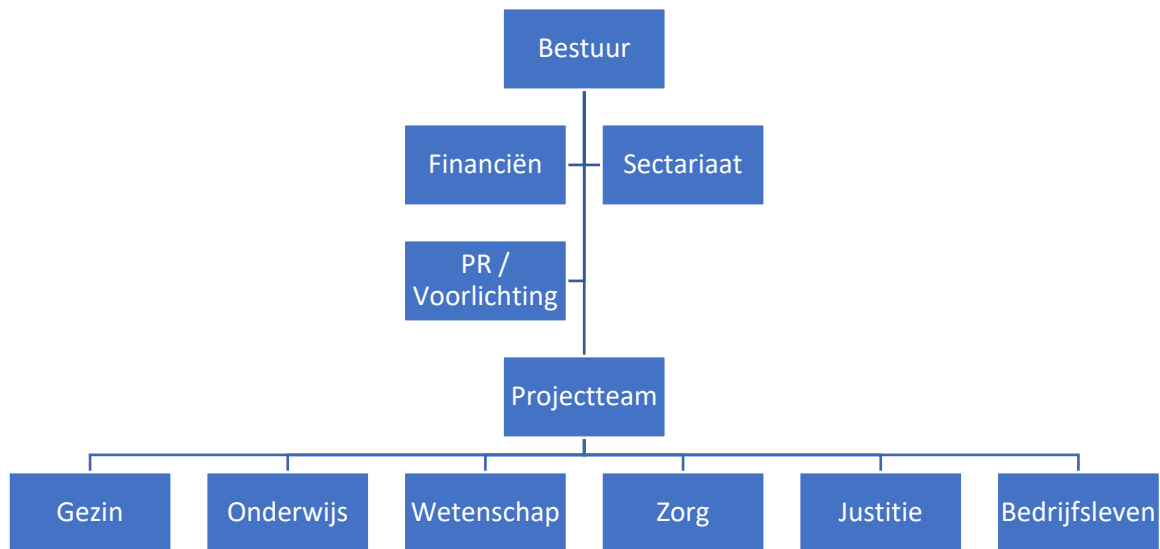 Bestuur
Financiën
Sectariaat
PR /
Voorlichting
Projectteam
Gezin
Onderwijs
Wetenschap
Zorg
Justitie
Bedrijfsleven